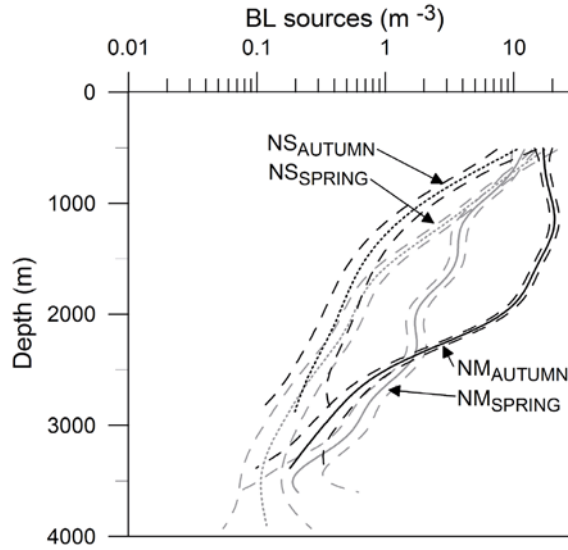 BL sources (m -3)
0.01 0.1 1 10
0
1000
2000
3000
4000
Depth (m)
NSAUTUMN
NSSPRING
NMAUTUMN
NMSPRING